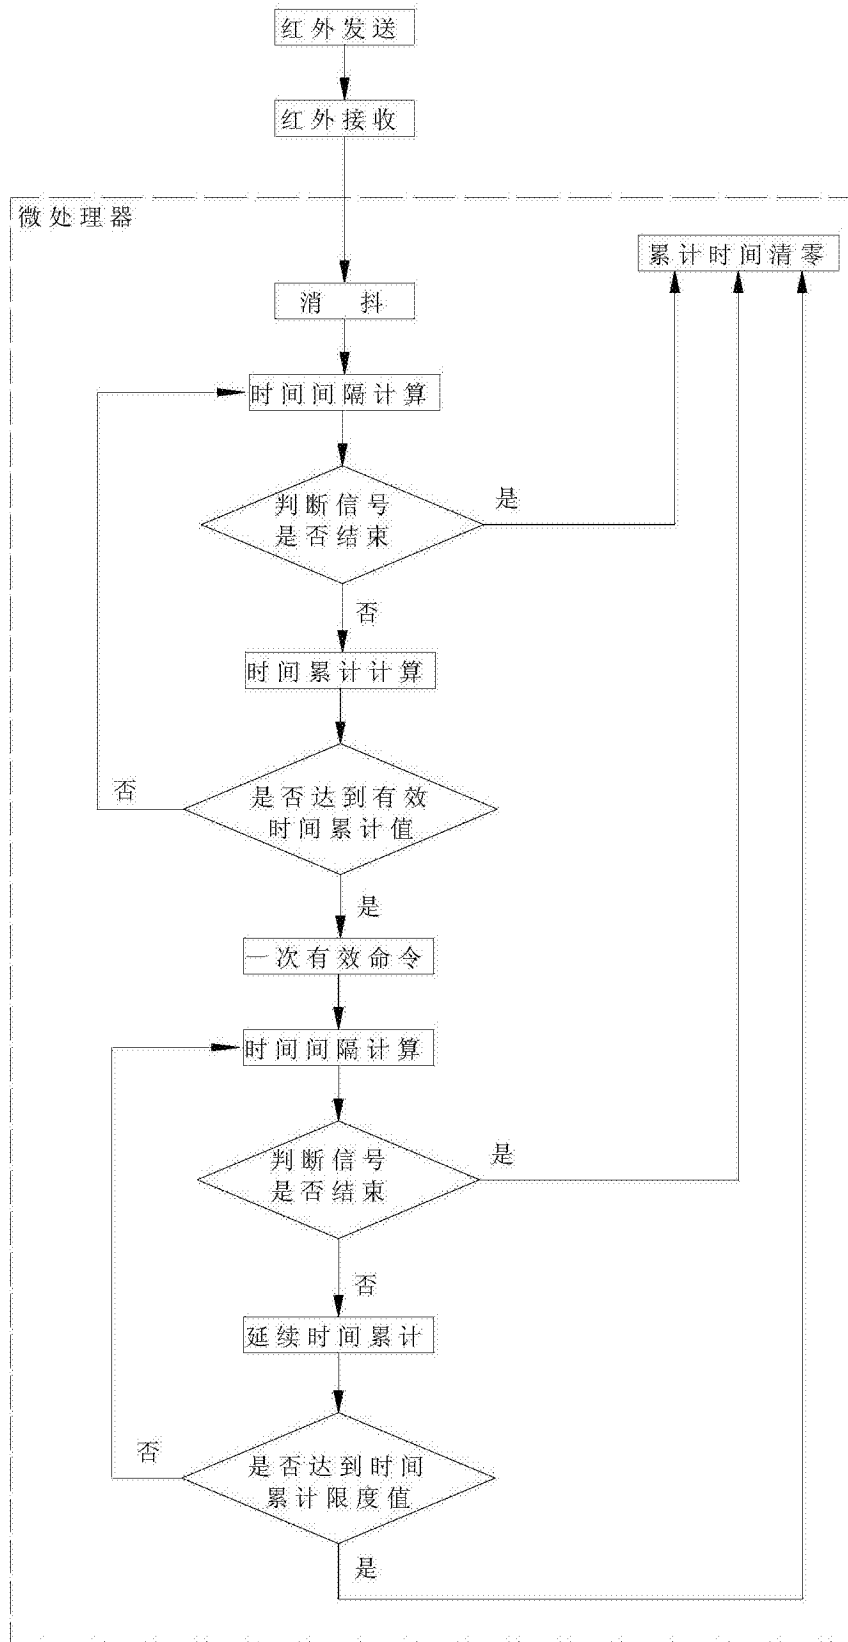 红外发送
红外接收
微处理器
累计时间清零
消 抖
时间间隔计算
判断信号
是否结束
是
否
时间累计计算
是否达到有效
时间累计值
否
是
一次有效命令
时间间隔计算
判断信号
是否结束
是
否
延续时间累计
是否达到时间
累计限度值
否
是